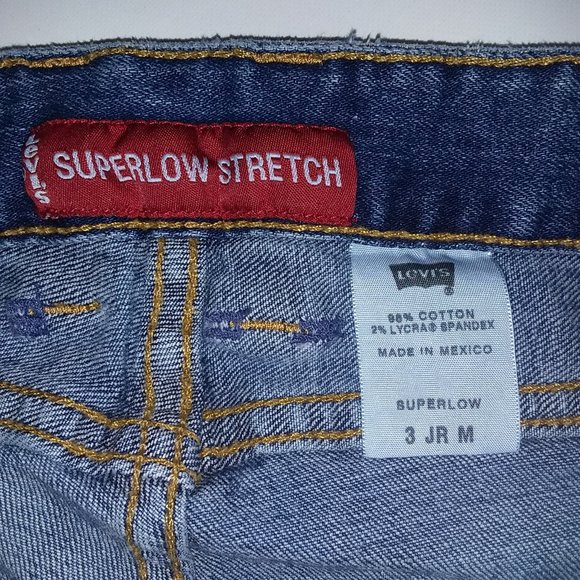 LEVI'S
SUPERLOW STRETCH
LEVI'S
98% COTTON
2% LYCRA® SPANDEX
MADE IN MEXICO
SUPERLOW
3 JR M